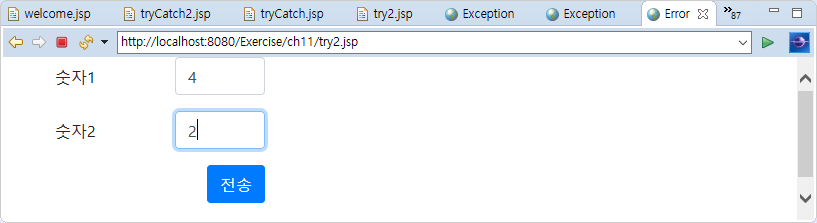 welcome.jsp tryCatch2.jsp tryCatch.jsp try2.jsp Exception Exception Error »87
http://localhost:8080/Exercise/ch11/try2.jsp
숫자1 4
숫자2 2
전송